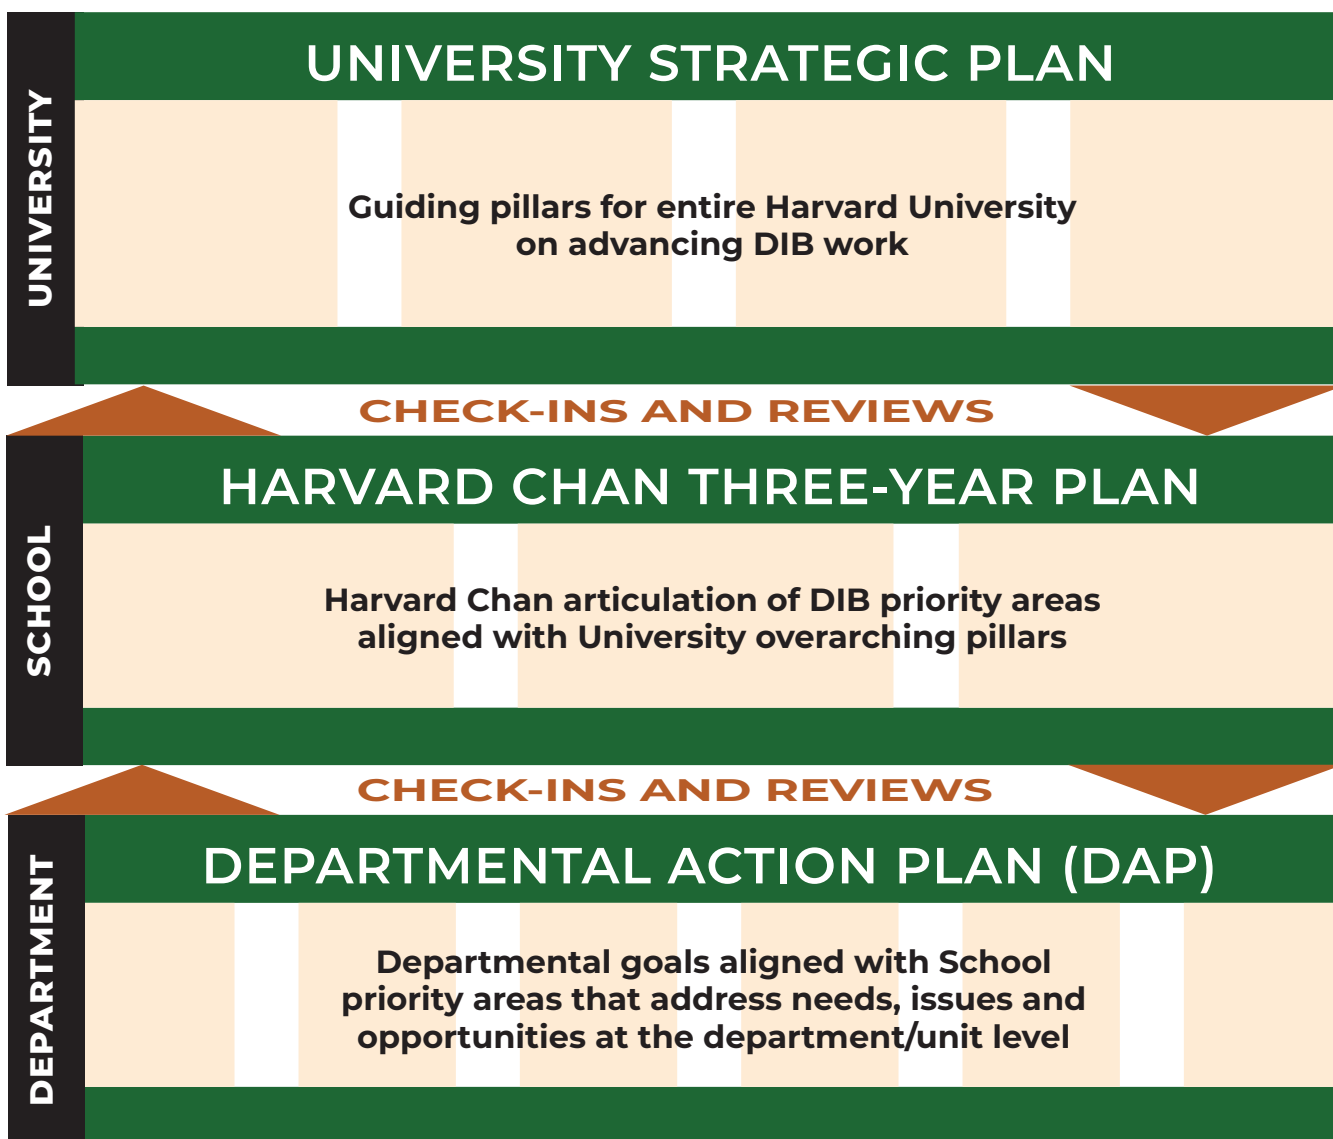 UNIVERSITY
UNIVERSITY STRATEGIC PLAN
Guiding pillars for entire Harvard University
on advancing DIB work
CHECK-INS AND REVIEWS
SCHOOL
HARVARD CHAN THREE-YEAR PLAN
Harvard Chan articulation of DIB priority areas
aligned with University overarching pillars
CHECK-INS AND REVIEWS
DEPARTMENT
DEPARTMENTAL ACTION PLAN (DAP)
Departmental goals aligned with School
priority areas that address needs, issues and
opportunities at the department/unit level